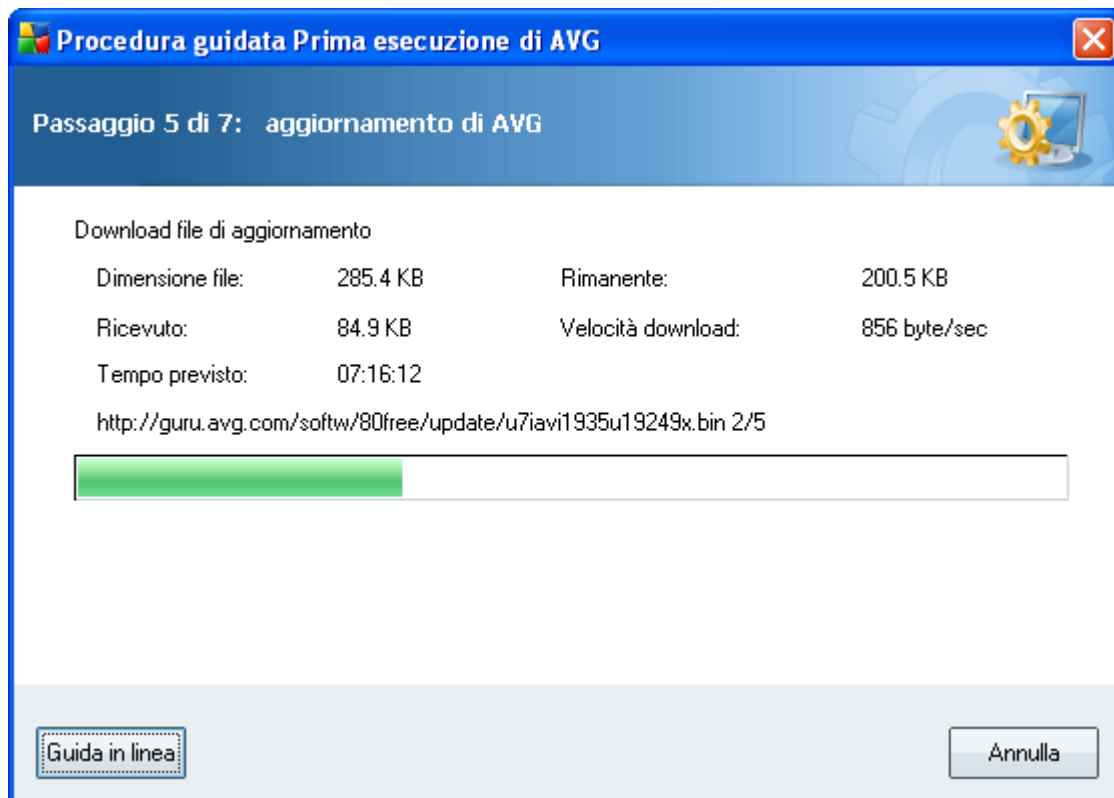 Procedura guidata Prima esecuzione di AVG
Passaggio 5 di 7: aggiornamento di AVG
Download file di aggiornamento
Dimensione file: 285.4 KB Rimanente: 200.5 KB
Ricevuto: 84.9 KB Velocità download: 856 byte/sec
Tempo previsto: 07:16:12
http://guru.avg.com/softw/80free/update/u7iavi1935u19249x.bin 2/5
Guida in linea Annulla